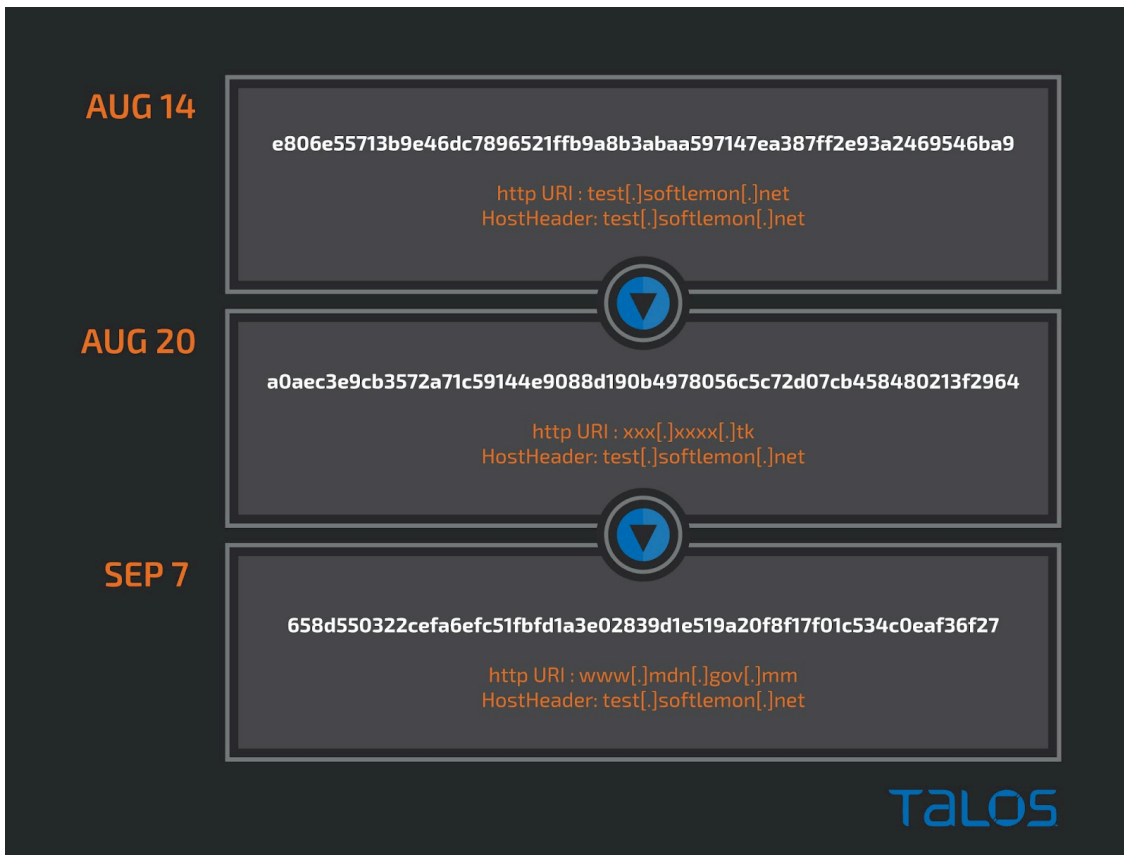 AUG 14
e806e55713b9e46dc7896521ffb9a8b3abaa597147ea387ff2e93a2469546ba9
http URI : test[.]softlemon[.]net
HostHeader: test[.]softlemon[.]net
AUG 20
a0aec3e9cb3572a71c59144e9088d190b4978056c5c72d07cb458480213f2964
http URI : xxx[.]xxxx[.]tk
HostHeader: test[.]softlemon[.]net
SEP 7
658d550322cefa6efc51fbfd1a3e02839d1e519a20f8f17f01c534c0eaf36f27
http URI : www[.]mdn[.]gov[.]mm
HostHeader: test[.]softlemon[.]net
TALOS